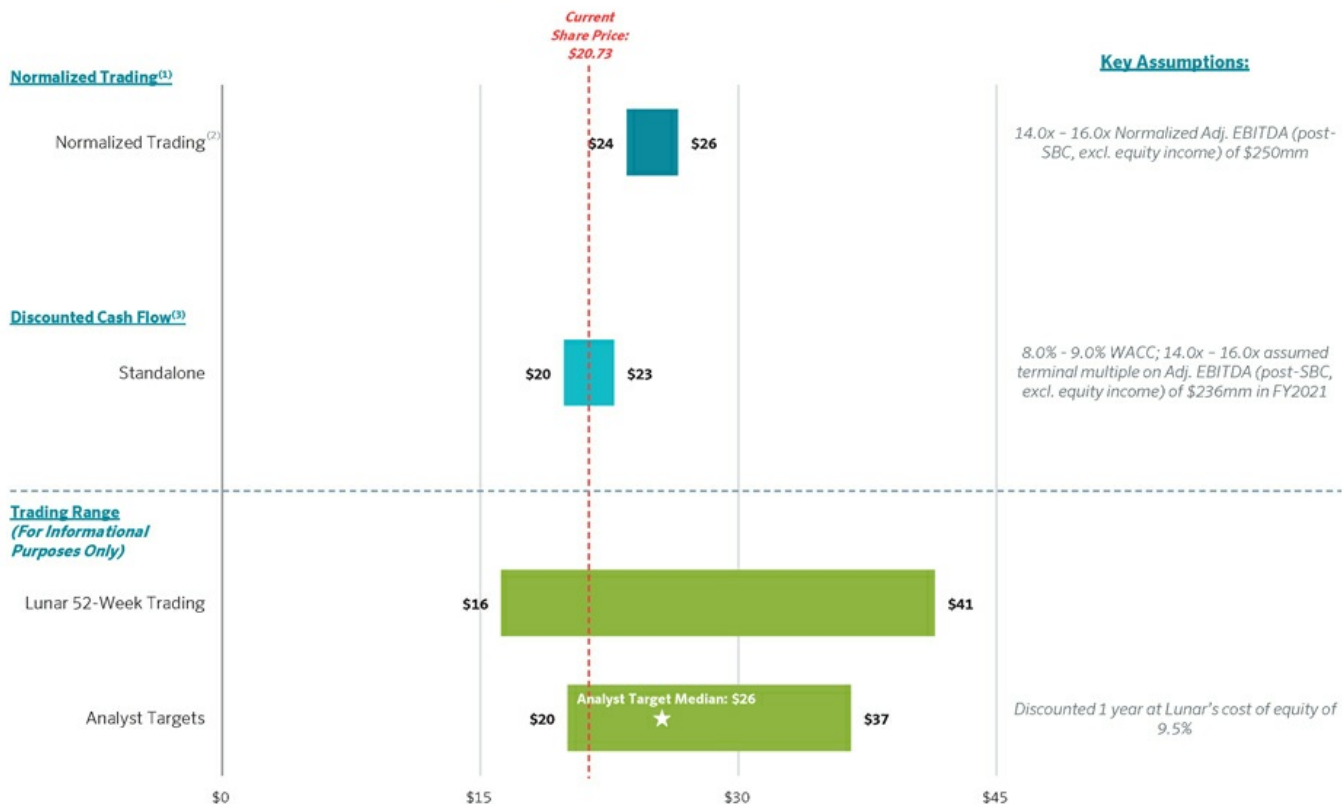 Current
Share Price:
$20.73
Key Assumptions:
Normalized Trading(1)
Normalized Trading(2)
$24
$26
14.0x – 16.0x Normalized Adj. EBITDA (post-
SBC, excl. equity income) of $250mm
Discounted Cash Flow(3)
Standalone
$20
$23
8.0% - 9.0% WACC; 14.0x – 16.0x assumed
terminal multiple on Adj. EBITDA (post-SBC,
excl. equity income) of $236mm in FY2021
Trading Range
(For Informational
Purposes Only)
Lunar 52-Week Trading
$16
$41
Analyst Targets
$20
Analyst Target Median: $26
$37
Discounted 1 year at Lunar's cost of equity of
9.5%
$0
$15
$30
$45